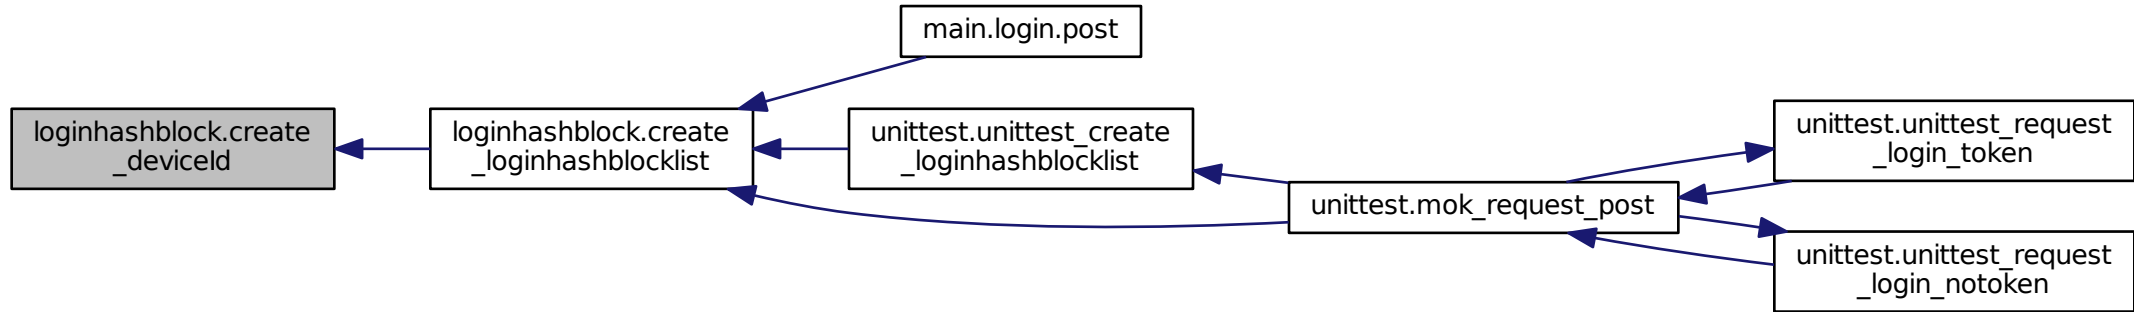 main.login.post
loginhashblock.create
_deviceId
loginhashblock.create
_loginhashblocklist
unittest.unittest_create
_loginhashblocklist
unittest.mok_request_post
unittest.unittest_request
_login_token
unittest.unittest_request
_login_notoken